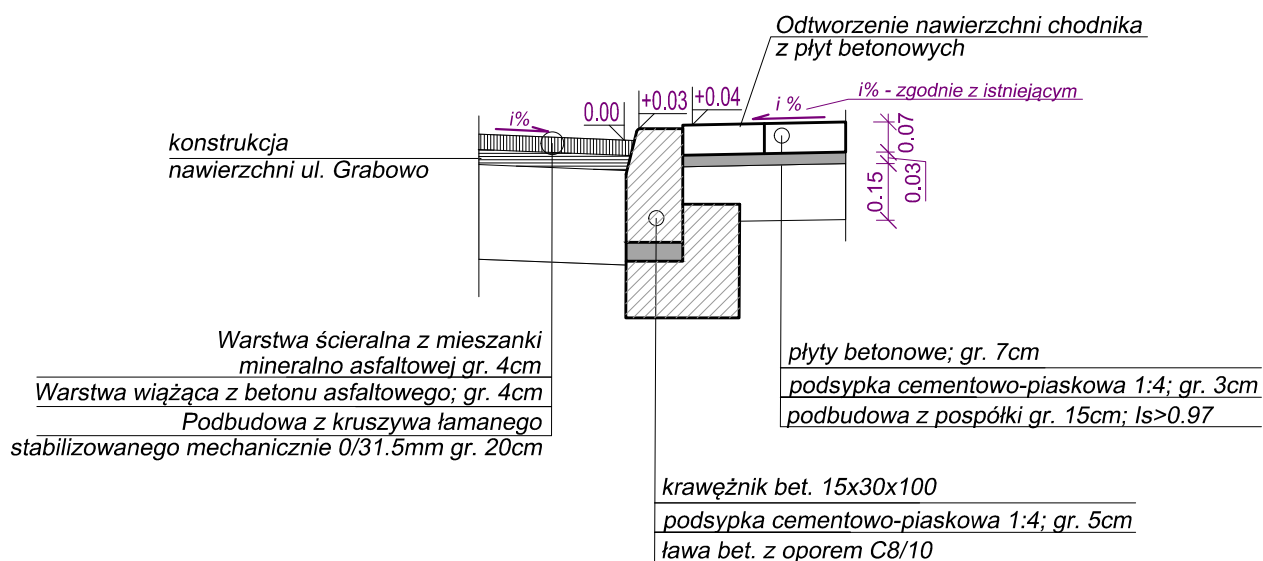 Odtworzenie nawierzchni chodnika
z płyt betonowych
i% - zgodnie z istniejącym
i %
+0.04
+0.03
0.00
i%
0.07
0.03
0.15
konstrukcja
nawierzchni ul. Grabowo
Warstwa ścieralna z mieszanki
mineralno asfaltowej gr. 4cm
Warstwa wiążąca z betonu asfaltowego; gr. 4cm
Podbudowa z kruszywa łamanego
stabilizowanego mechanicznie 0/31.5mm gr. 20cm
płyty betonowe; gr. 7cm
podsypka cementowo-piaskowa 1:4; gr. 3cm
podbudowa z pospółki gr. 15cm; Is>0.97
krawężnik bet. 15x30x100
podsypka cementowo-piaskowa 1:4; gr. 5cm
ława bet. z oporem C8/10